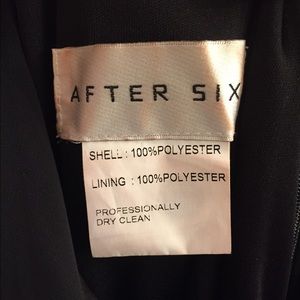 AFTER SIX
SHELL : 100%POLYESTER
LINING : 100%POLYESTER
PROFESSIONALLY
DRY CLEAN